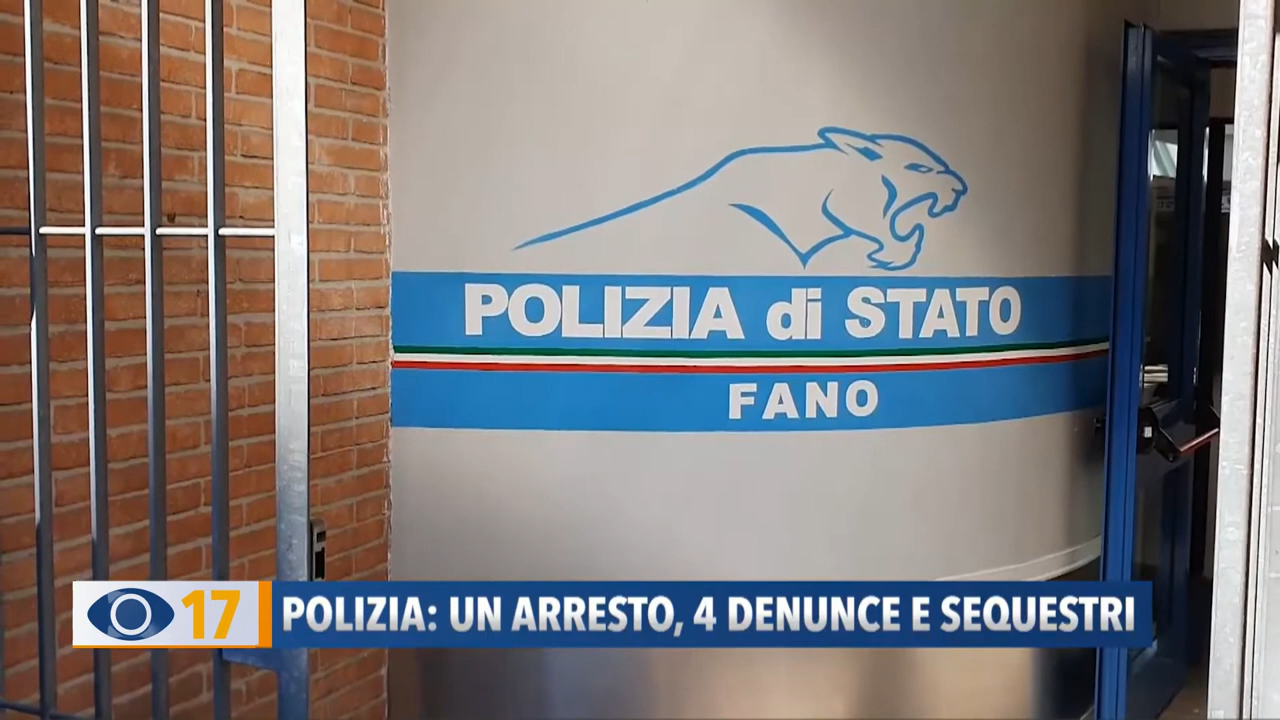 POLIZIA di STATO
FANO
17 POLIZIA: UN ARRESTO, 4 DENUNCE E SEQUESTRI